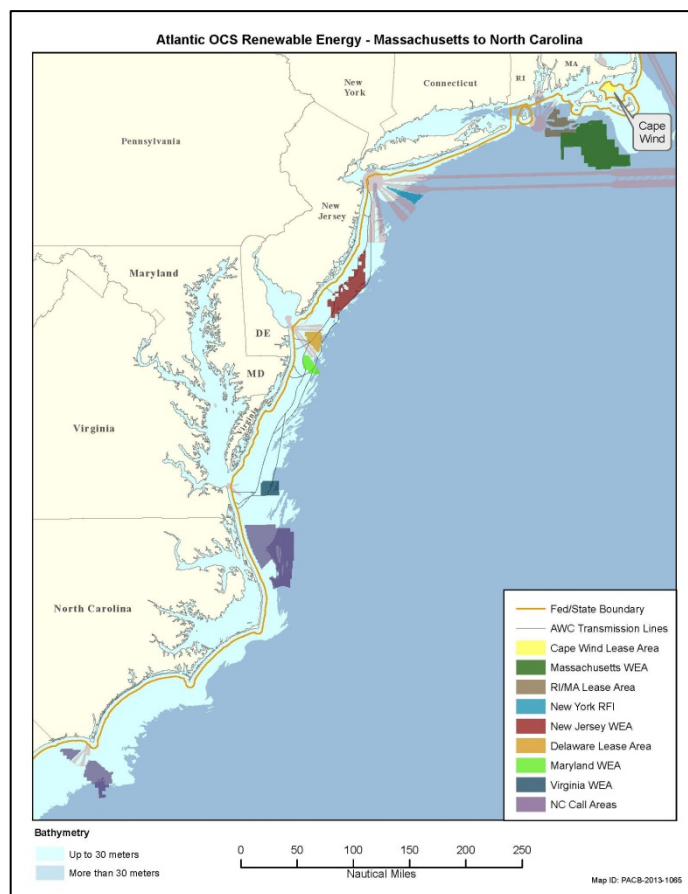 Atlantic OCS Renewable Energy - Massachusetts to North Carolina
MA
RI
Connecticut
New
York
Cape
Wind
Pennsylvania
New
Jersey
Maryland
DE
MD
Virginia
Virginia
North Carolina
Fed/State Boundary
AWC Transmission Lines
Cape Wind Lease Area
Massachusetts WEA
RI/MA Lease Area
New York RFI
New Jersey WEA
Delaware Lease Area
Maryland WEA
Virginia WEA
NC Call Areas
Bathymetry
Up to 30 meters
More than 30 meters
0 50 100 150 200 250
Nautical Miles
Map ID: PACB-2013-1065